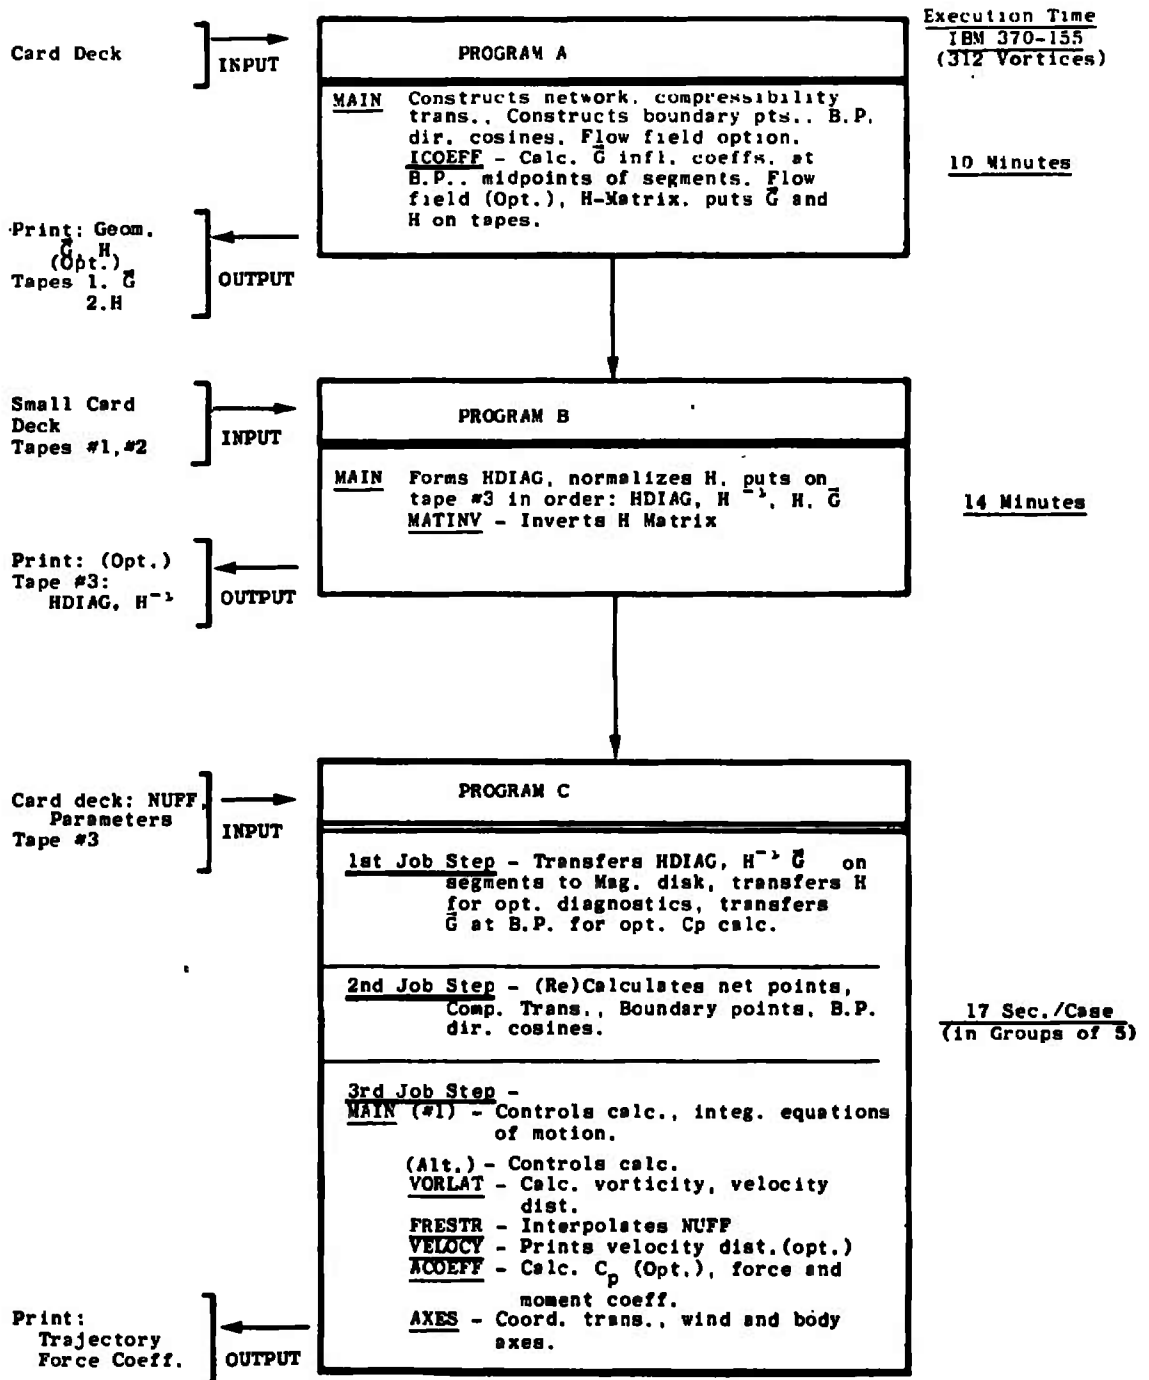 Execution Time
IBM 370-155
(312 Vortices)
Card Deck
INPUT
PROGRAM A
MAIN Constructs network, compressibility
trans., Constructs boundary pts., B.P.
dir. cosines, Flow field option.
ICOEFF - Calc. G⃗ infl. coeffs. at
B.P., midpoints of segments. Flow
field (Opt.), H-Matrix, puts G⃗ and
H on tapes.
10 Minutes
Print: Geom.
G⃗, H
(Opt.)
Tapes 1. G⃗
2.H
OUTPUT
Small Card
Deck
Tapes #1,#2
INPUT
PROGRAM B
MAIN Forms HDIAG, normalizes H, puts on
tape #3 in order: HDIAG, H⁻¹, H, G⃗
MATINV - Inverts H Matrix
14 Minutes
Print: (Opt.)
Tape #3:
HDIAG, H⁻¹
OUTPUT
Card deck: NUFF,
Parameters
Tape #3
INPUT
PROGRAM C
1st Job Step - Transfers HDIAG, H⁻¹ G⃗ on
segments to Mag. disk, transfers H
for opt. diagnostics, transfers
G⃗ at B.P. for opt. Cp calc.
2nd Job Step - (Re)Calculates net points,
Comp. Trans., Boundary points, B.P.
dir. cosines.
17 Sec./Case
(in Groups of 5)
3rd Job Step -
MAIN (#1) - Controls calc., integ. equations
of motion.
(Alt.) - Controls calc.
VORLAT - Calc. vorticity, velocity
dist.
FRESTR - Interpolates NUFF
VELOCY - Prints velocity dist.(opt.)
ACOEFF - Calc. Cp (Opt.), force and
moment coeff.
AXES - Coord. trans., wind and body
axes.
Print:
Trajectory
Force Coeff.
OUTPUT